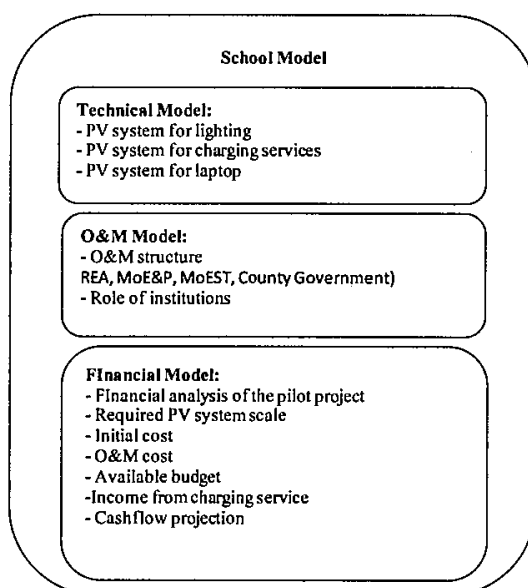 School Model
Technical Model:
- PV system for lighting
- PV system for charging services
- PV system for laptop
O&M Model:
- O&M structure
REA, MoE&P, MoEST, County Government)
- Role of institutions
FInancial Model:
- FInancial analysis of the pilot project
- Required PV system scale
- Initial cost
- O&M cost
- Available budget
-Income from charging service
- Cashflow projection